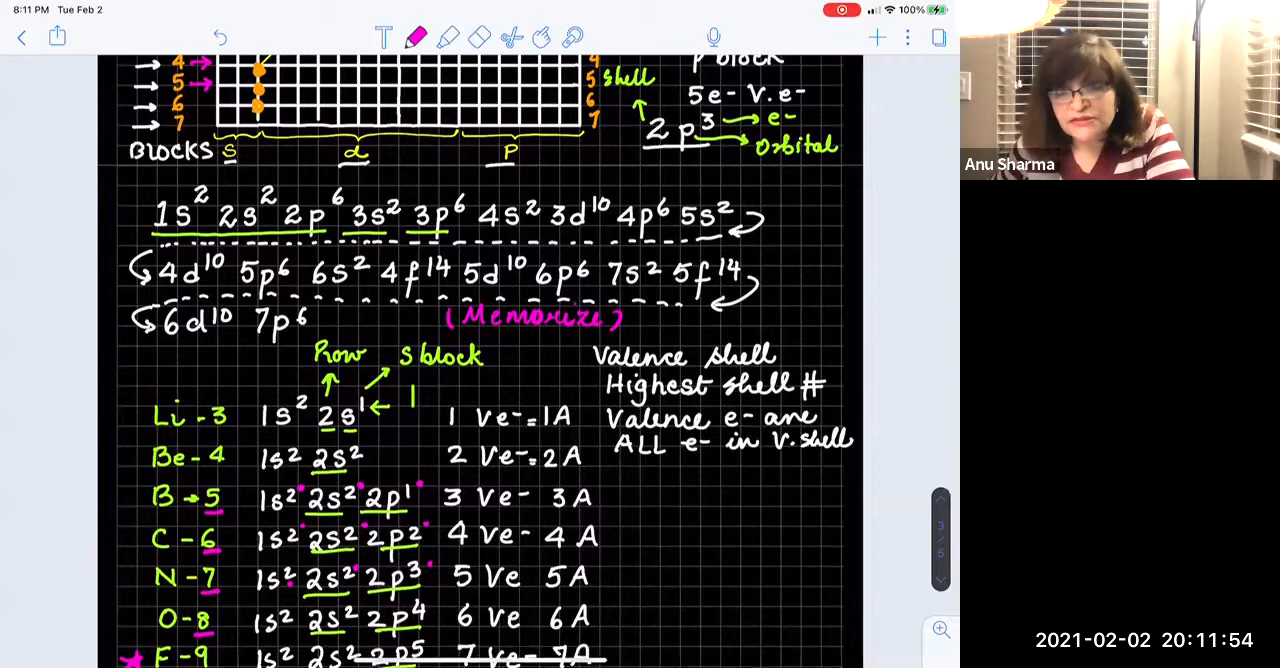 8:11 PM Tue Feb 2
100%
T
→ 4 → 4
→ 5 → 5 Shell
→ 6 6
→ 7 7
p block
5e- V.e-
2p³ → e-
→ Orbital
BLOCKS s d p
Anu Sharma
1s² 2s² 2p⁶ 3s² 3p⁶ 4s² 3d¹⁰ 4p⁶ 5s²
4d¹⁰ 5p⁶ 6s² 4f¹⁴ 5d¹⁰ 6p⁶ 7s² 5f¹⁴
6d¹⁰ 7p⁶ (Memorize)
Row s block
Valence shell
Highest shell #
Valence e- are
ALL e- in V. shell
Li - 3 1s² 2s¹ ← 1 1 Ve- = 1A
Be - 4 1s² 2s² 2 Ve- = 2A
B - 5 1s² 2s² 2p¹ 3 Ve- 3A
C - 6 1s² 2s² 2p² 4 Ve- 4A
N - 7 1s² 2s² 2p³ 5 Ve 5A
O - 8 1s² 2s² 2p⁴ 6 Ve 6A
F - 9 1s² 2s² 2p⁵ 7 Ve- 7A
3
5
2021-02-02 20:11:54